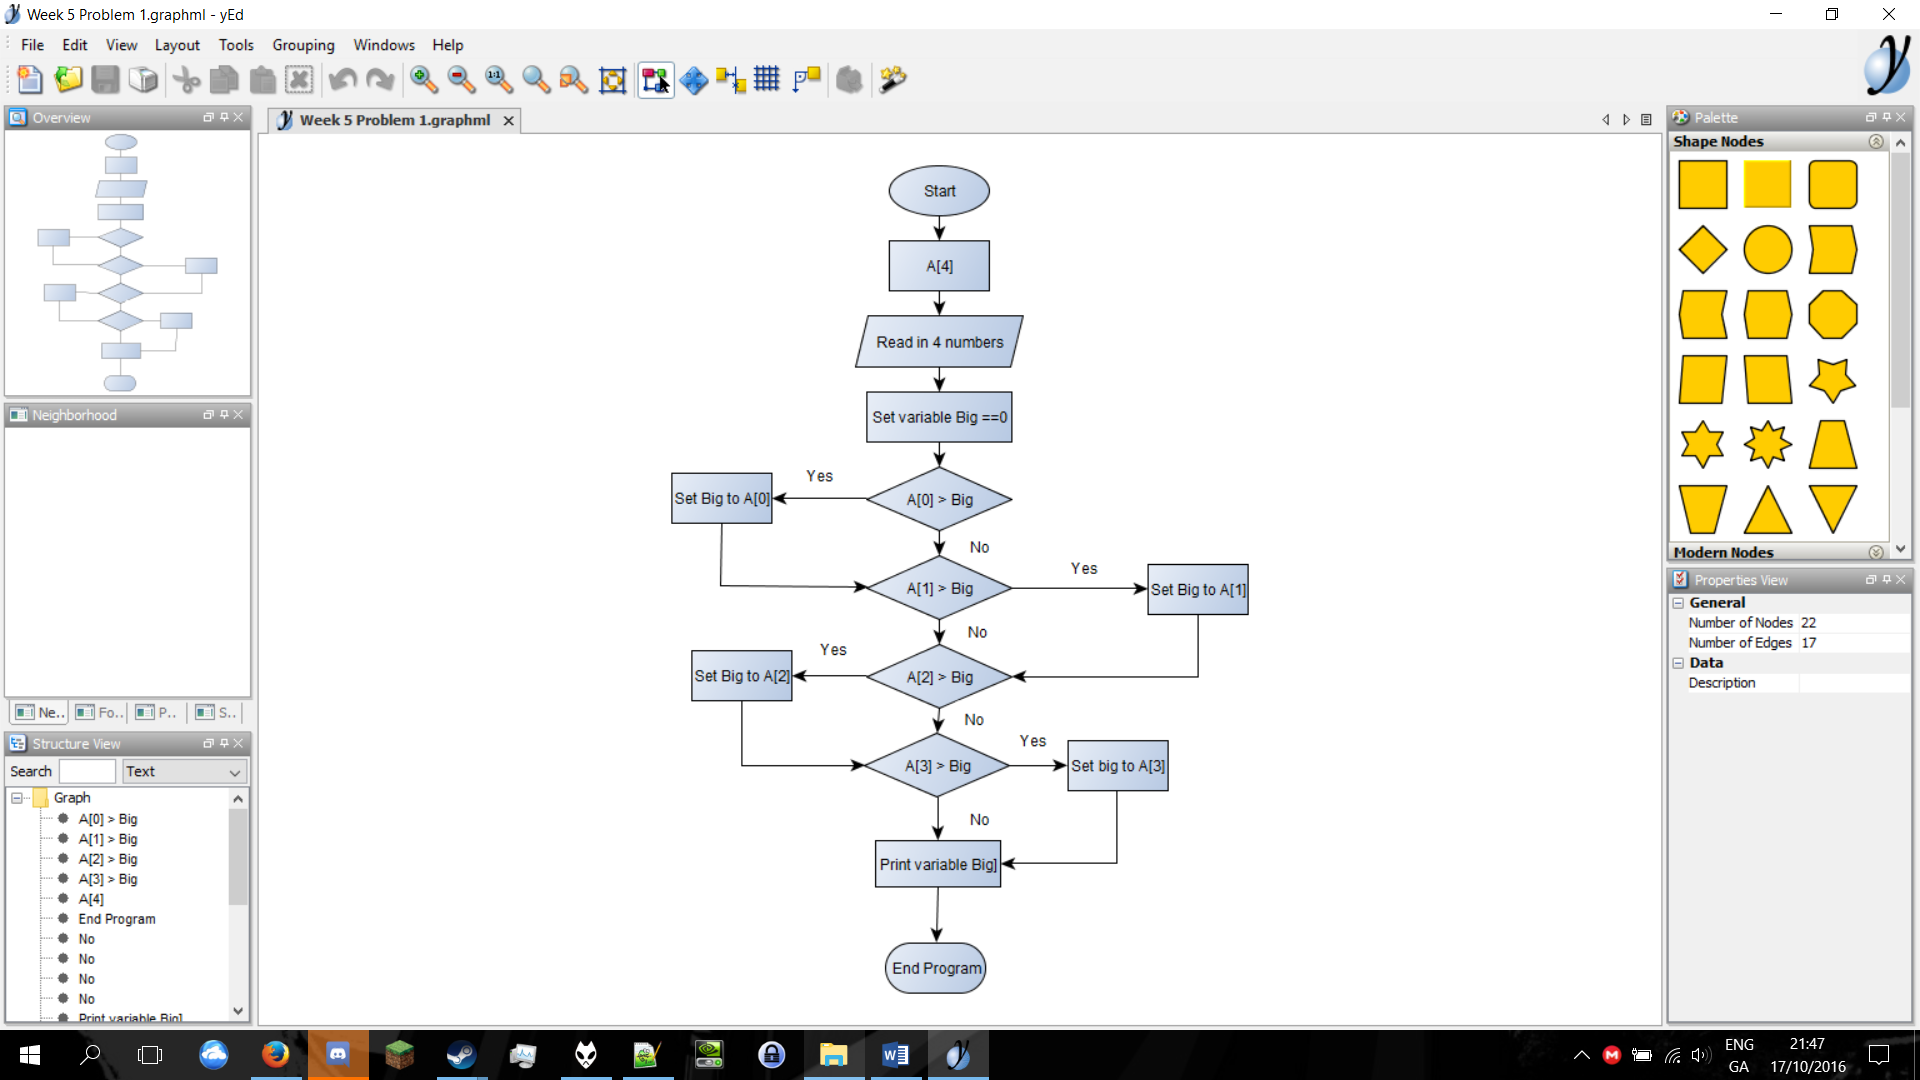 Week 5 Problem 1.graphml - yEd
File Edit View Layout Tools Grouping Windows Help
1:1
Overview
Week 5 Problem 1.graphml
Palette
Shape Nodes
Modern Nodes
Neighborhood
Ne.. Fo.. P.. S..
Structure View
Search Text
Graph
A[0] > Big
A[1] > Big
A[2] > Big
A[3] > Big
A[4]
End Program
No
No
No
No
Print variable Big]
Start
A[4]
Read in 4 numbers
Set variable Big ==0
A[0] > Big
Yes
Set Big to A[0]
No
A[1] > Big
Yes
Set Big to A[1]
No
A[2] > Big
Yes
Set Big to A[2]
No
A[3] > Big
Yes
Set big to A[3]
No
Print variable Big]
End Program
Properties View
General
Number of Nodes 22
Number of Edges 17
Data
Description
ENG
GA
21:47
17/10/2016